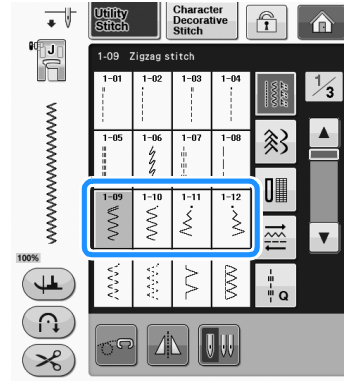 Utility
Stitch
Character
Decorative
Stitch
J
1-09 Zigzag stitch
1/3
1-01 1-02 1-03 1-04
1-05 1-06 1-07 1-08
1-09 1-10 1-11 1-12
100%
Q